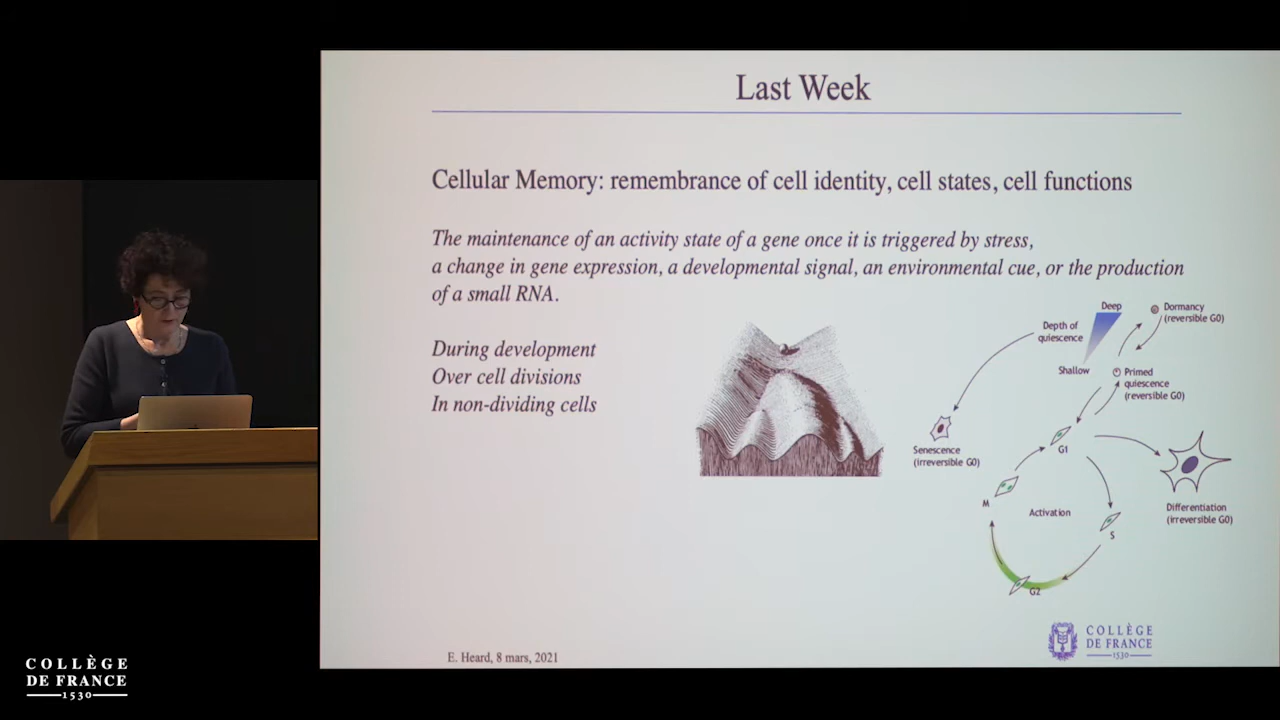 Last Week
Cellular Memory: remembrance of cell identity, cell states, cell functions
The maintenance of an activity state of a gene once it is triggered by stress,
a change in gene expression, a developmental signal, an environmental cue, or the production
of a small RNA.
During development
Over cell divisions
In non-dividing cells
Deep
Depth of
quiescence
Shallow
Dormancy
(reversible G0)
Primed
quiescence
(reversible G0)
Senescence
(irreversible G0)
G1
M
Activation
S
G2
Differentiation
(irreversible G0)
E. Heard, 8 mars, 2021
COLLÈGE
DE FRANCE
1530
COLLÈGE
DE FRANCE
1530